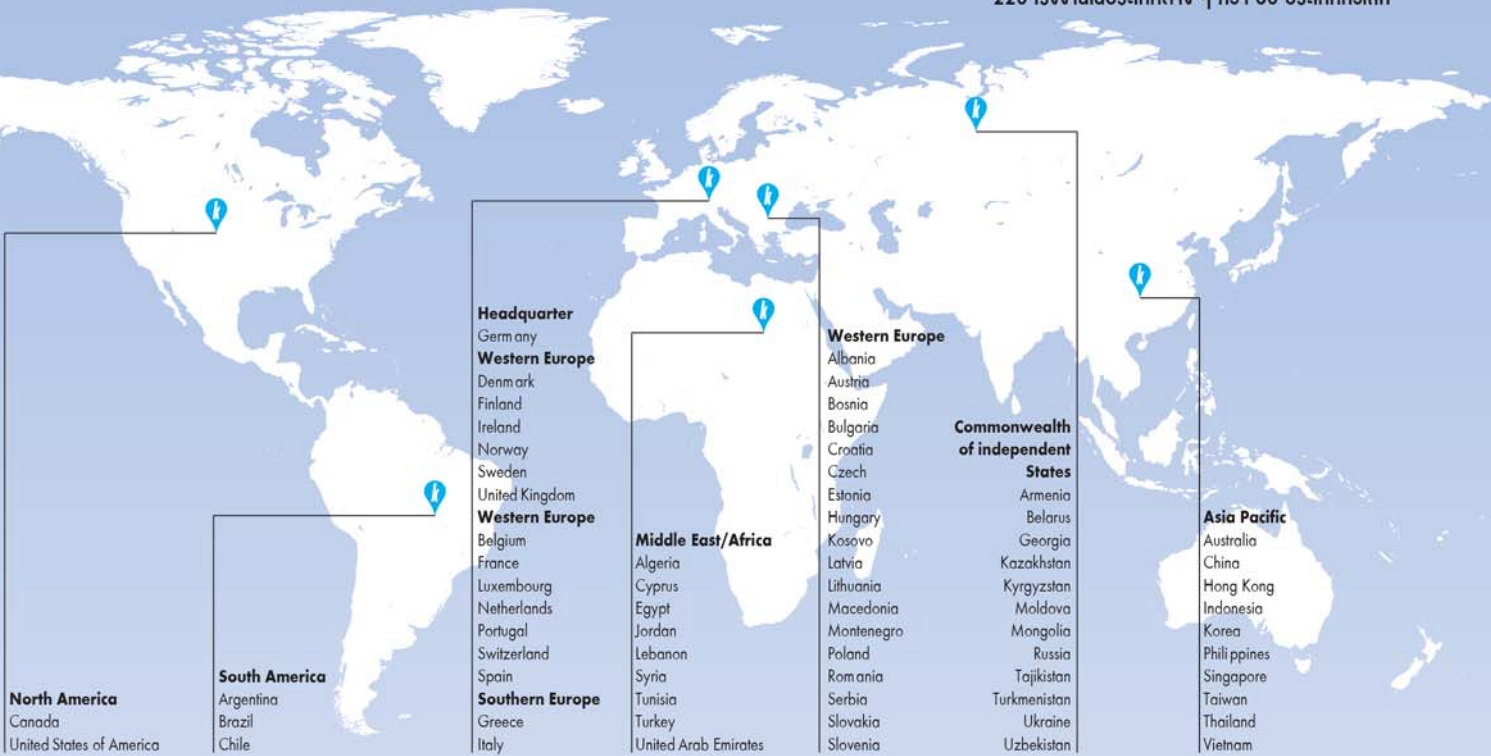 North America
Canada
United States of America
South America
Argentina
Brazil
Chile
Headquarter
Germany
Western Europe
Denmark
Finland
Ireland
Norway
Sweden
United Kingdom
Western Europe
Belgium
France
Luxembourg
Netherlands
Portugal
Switzerland
Spain
Southern Europe
Greece
Italy
Middle East/Africa
Algeria
Cyprus
Egypt
Jordan
Lebanon
Syria
Tunisia
Turkey
United Arab Emirates
Western Europe
Albania
Austria
Bosnia
Bulgaria
Croatia
Czech
Estonia
Hungary
Kosovo
Latvia
Lithuania
Macedonia
Montenegro
Poland
Romania
Serbia
Slovakia
Slovenia
Commonwealth
of independent
States
Armenia
Belarus
Georgia
Kazakhstan
Kyrgyzstan
Moldova
Mongolia
Russia
Tajikistan
Turkmenistan
Ukraine
Uzbekistan
Asia Pacific
Australia
China
Hong Kong
Indonesia
Korea
Philippines
Singapore
Taiwan
Thailand
Vietnam